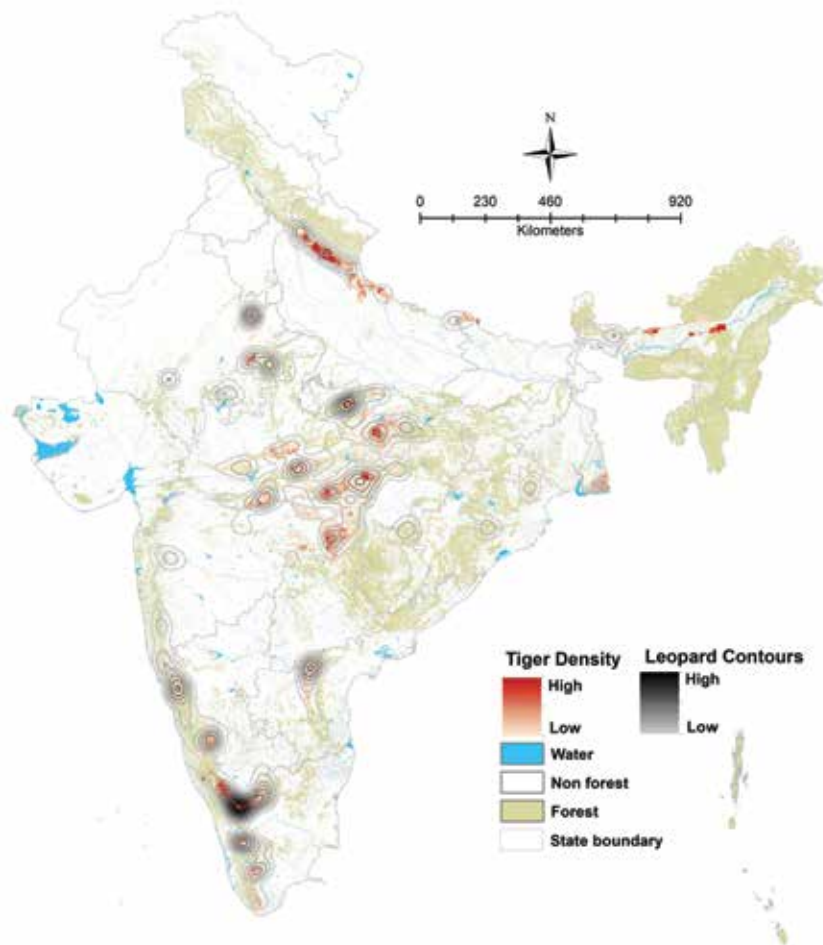 N
0 230 460 920
Kilometers
Tiger Density Leopard Contours
High High
Low Low
Water
Non forest
Forest
State boundary